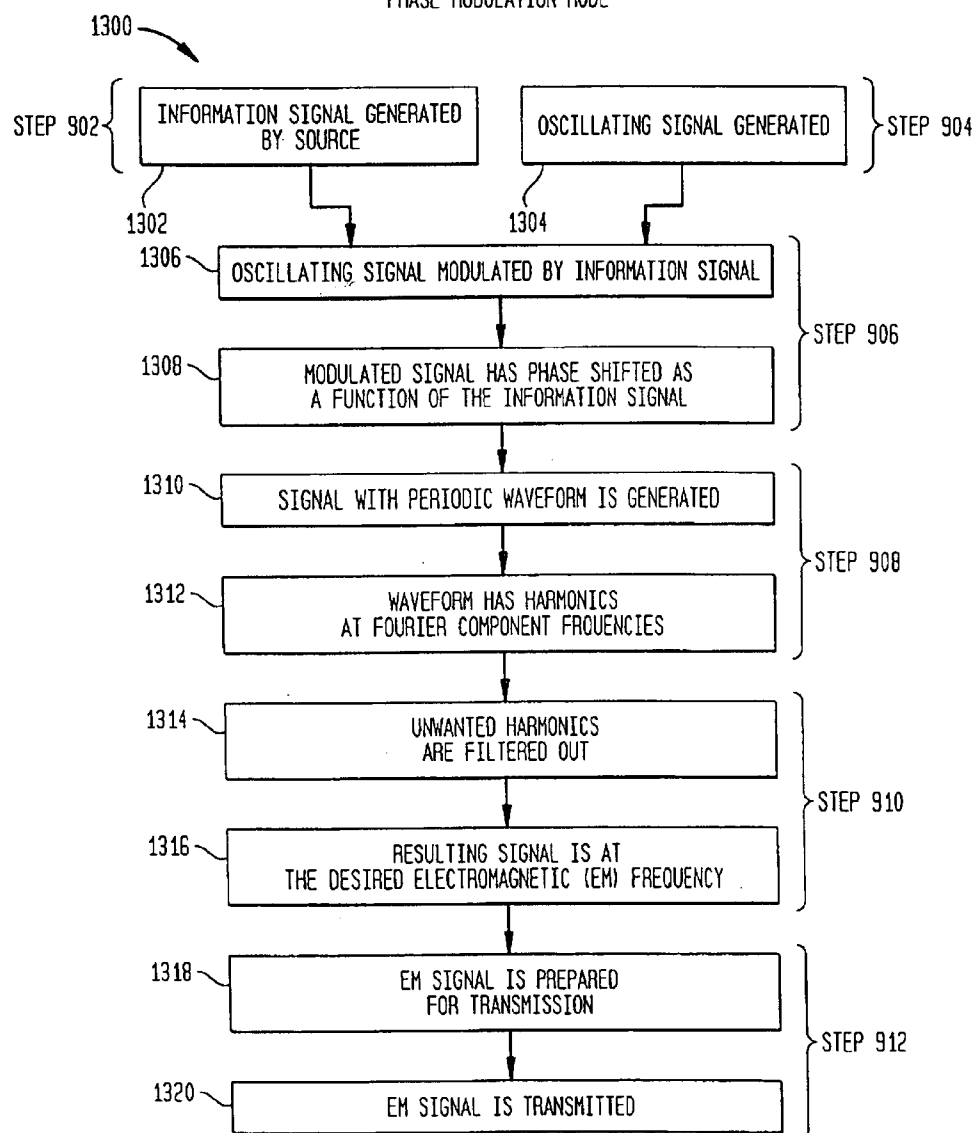 PHASE MODULATION MODE
1300
STEP 902
INFORMATION SIGNAL GENERATED
BY SOURCE
OSCILLATING SIGNAL GENERATED
STEP 904
1302
1304
1306
OSCILLATING SIGNAL MODULATED BY INFORMATION SIGNAL
STEP 906
1308
MODULATED SIGNAL HAS PHASE SHIFTED AS
A FUNCTION OF THE INFORMATION SIGNAL
1310
SIGNAL WITH PERIODIC WAVEFORM IS GENERATED
STEP 908
1312
WAVEFORM HAS HARMONICS
AT FOURIER COMPONENT FROUENCIES
1314
UNWANTED HARMONICS
ARE FILTERED OUT
STEP 910
1316
RESULTING SIGNAL IS AT
THE DESIRED ELECTROMAGNETIC (EM) FREQUENCY
1318
EM SIGNAL IS PREPARED
FOR TRANSMISSION
STEP 912
1320
EM SIGNAL IS TRANSMITTED